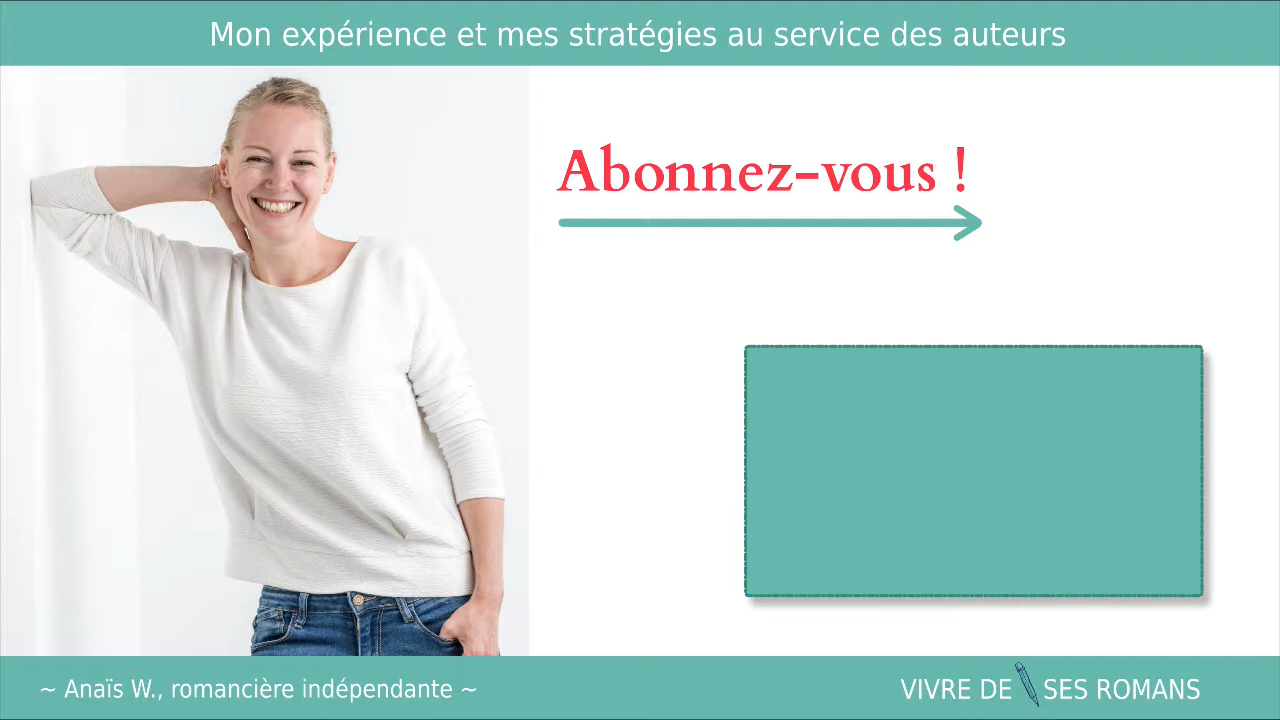 Mon expérience et mes stratégies au service des auteurs
Abonnez-vous !
~ Anaïs W., romancière indépendante ~
VIVRE DE SES ROMANS